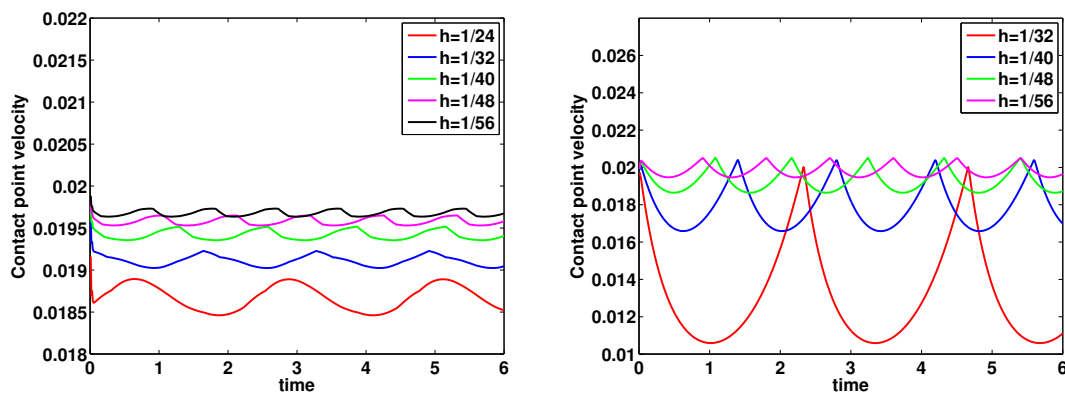 Contact point velocity
0.022
0.0215
0.021
0.0205
0.02
0.0195
0.019
0.0185
0.018
0 1 2 3 4 5 6
time
h=1/24
h=1/32
h=1/40
h=1/48
h=1/56
Contact point velocity
0.026
0.024
0.022
0.02
0.018
0.016
0.014
0.012
0.01
0 1 2 3 4 5 6
time
h=1/32
h=1/40
h=1/48
h=1/56